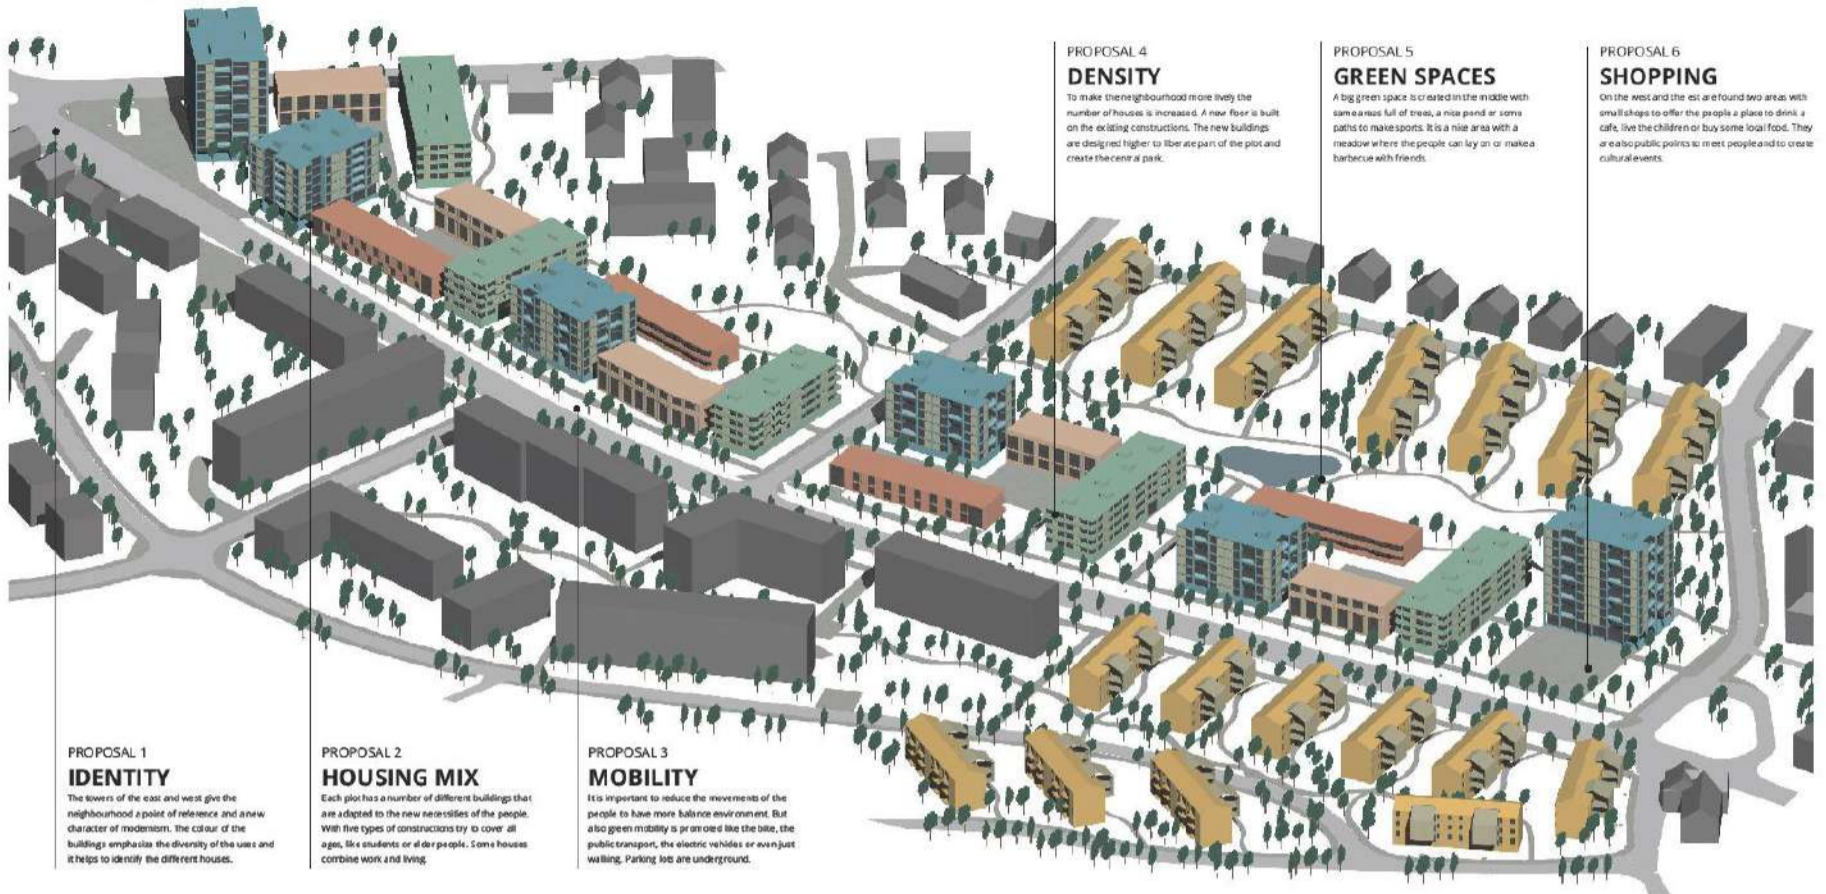 PROPOSAL 4
DENSITY
To make the neighbourhood more lively the
number of houses is increased. A new floor is built
on the existing constructions. The new buildings
are designed higher to liberate part of the plot and
create the central park.
PROPOSAL 5
GREEN SPACES
A big green space is created in the middle with
same areas full of trees, a nice pond or some
paths to make sports. It is a nice area with a
meadow where the people can lay on or make a
barbecue with friends.
PROPOSAL 6
SHOPPING
On the west and the est are found two areas with
small shops to offer the people a place to drink a
cafe, live the children or buy some local food. They
are also public points to meet people and to create
cultural events.
PROPOSAL 1
IDENTITY
The towers of the east and west give the
neighbourhood a point of reference and a new
character of modernism. The colour of the
buildings emphasize the diversity of the uses and
it helps to identify the different houses.
PROPOSAL 2
HOUSING MIX
Each plot has a number of different buildings that
are adapted to the new necessities of the people.
With five types of constructions try to cover all
ages, like students or elder people. Some houses
combine work and living.
PROPOSAL 3
MOBILITY
It is important to reduce the movements of the
people to have more balance environment. But
also green mobility is promoted like the bike, the
public transport, the electric vehicles or even just
walking. Parking lots are underground.